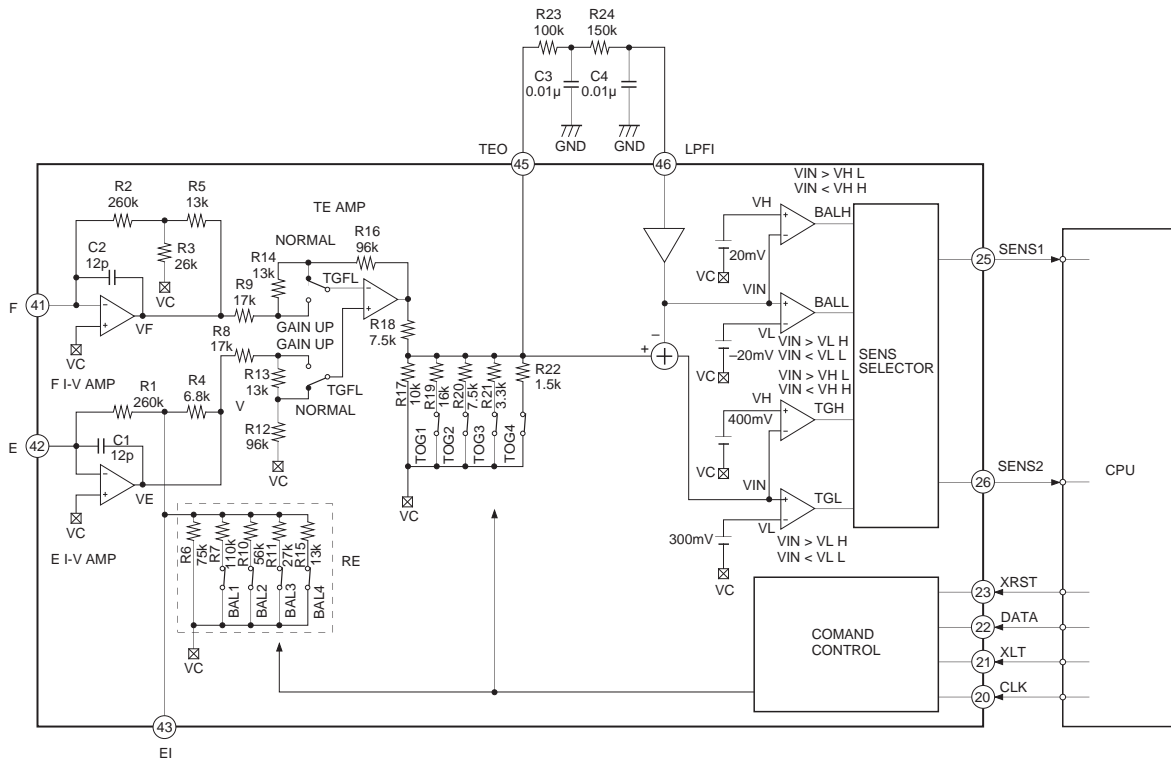 R23
100k
R24
150k
C3
0.01µ
C4
0.01µ
GND
GND
TEO
45
46
LPFI
R2
260k
R5
13k
C2
12p
R3
26k
VC
F
41
VC
VF
F I-V AMP
TE AMP
NORMAL
R16
96k
R14
13k
TGFL
R9
17k
GAIN UP
GAIN UP
R8
17k
R13
13k
TGFL
NORMAL
V
R12
96k
VC
R18
7.5k
R1
260k
R4
6.8k
E
42
C1
12p
VC
VE
E I-V AMP
R17
10k
R19
16k
R20
7.5k
R21
3.3k
R22
1.5k
TOG1
TOG2
TOG3
TOG4
VC
R6
75k
R7
110k
R10
56k
R11
27k
R15
13k
BAL1
BAL2
BAL3
BAL4
RE
VC
43
EI
VIN > VH L
VIN < VH H
VH
+
−
BALH
20mV
VC
VIN
BALL
+
−
VL
–20mV
VC
VIN > VL H
VIN < VL L
−
+
+
VIN > VH L
VIN < VH H
VH
+
−
TGH
400mV
VC
VIN
TGL
+
−
VL
300mV
VC
VIN > VL H
VIN < VL L
SENS
SELECTOR
25
SENS1
26
SENS2
CPU
COMAND
CONTROL
23
XRST
22
DATA
21
XLT
20
CLK